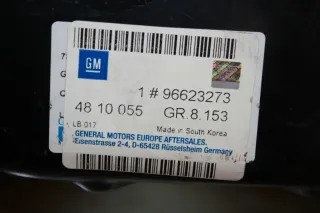 GM
1 # 96623273
48 10 055 GR.8.153
LB 017 Made in South Korea
GENERAL MOTORS EUROPE AFTERSALES.
Eisenstrasse 2-4, D-65428 Rüsselsheim Germany